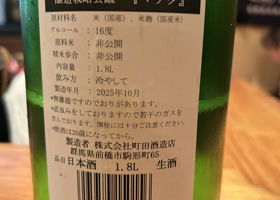 原材料名 米(国産)、米麹(国産米)
アルコール 16度
原料米 非公開
精米歩合 非公開
内容量 1.8L
飲み方 冷やして
製造年月 2025年10月
*無濾過ですのでおりがあります。
*直汲みをしておりますので若干のガスを
含んでおります。開栓には十分ご注意下さい。
*飲酒は20歳になってから。
製造者 株式会社町田酒造店
群馬県前橋市駒形町65
品目 日本酒 1.8L 生酒